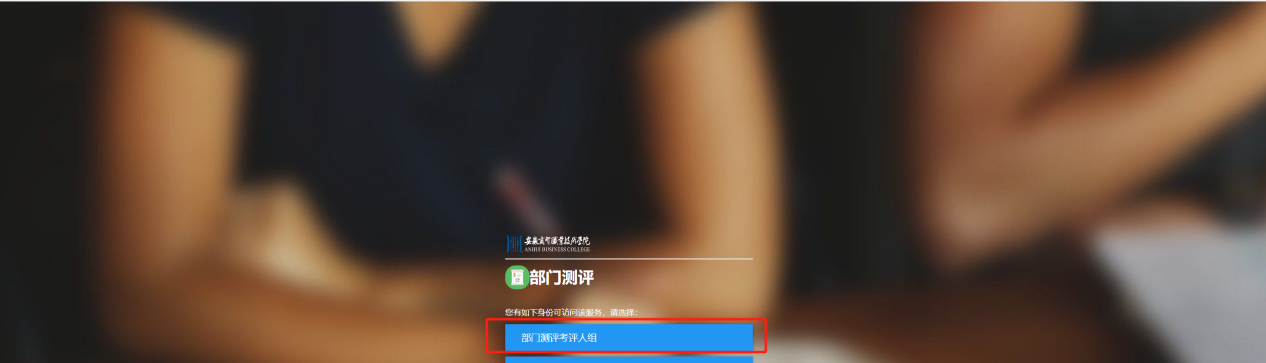 安徽商贸职业技术学院
ANHUI BUSINESS COLLEGE
部门测评
您有如下身份可访问该服务，请选择：
部门测评考评人组